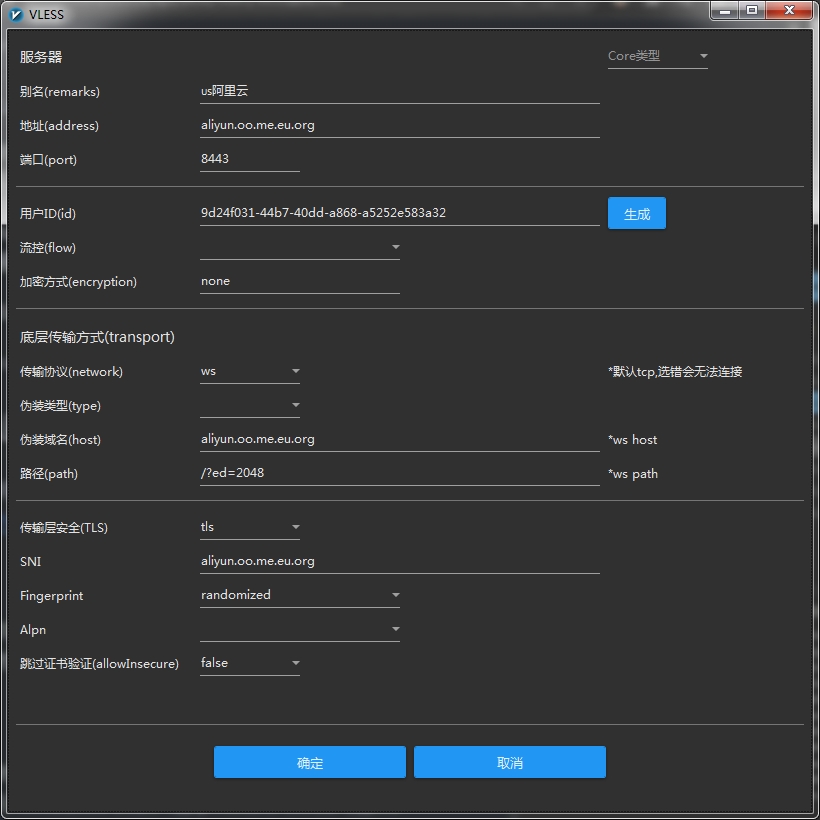 VLESS
服务器
Core类型
别名(remarks)
us阿里云
地址(address)
aliyun.oo.me.eu.org
端口(port)
8443
用户ID(id)
9d24f031-44b7-40dd-a868-a5252e583a32
生成
流控(flow)
加密方式(encryption)
none
底层传输方式(transport)
传输协议(network)
ws
*默认tcp,选错会无法连接
伪装类型(type)
伪装域名(host)
aliyun.oo.me.eu.org
*ws host
路径(path)
/?ed=2048
*ws path
传输层安全(TLS)
tls
SNI
aliyun.oo.me.eu.org
Fingerprint
randomized
Alpn
跳过证书验证(allowInsecure)
false
确定
取消